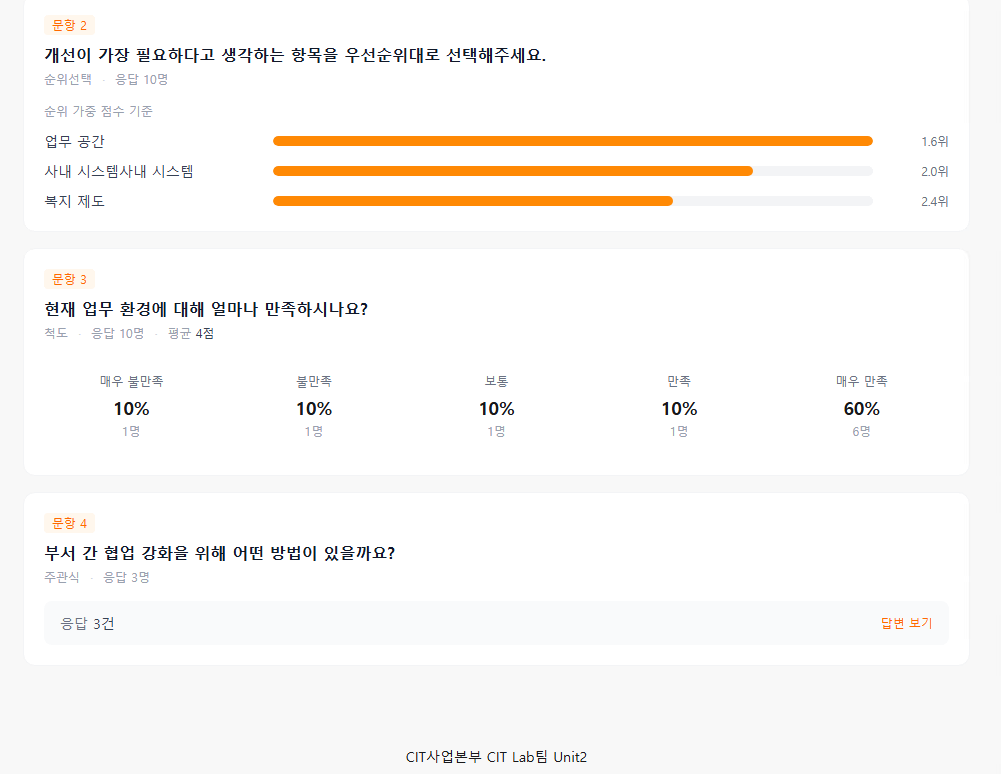 문항 2
개선이 가장 필요하다고 생각하는 항목을 우선순위대로 선택해주세요.
순위선택 · 응답 10명
순위 가중 점수 기준
업무 공간 1.6위
사내 시스템사내 시스템 2.0위
복지 제도 2.4위
문항 3
현재 업무 환경에 대해 얼마나 만족하시나요?
척도 · 응답 10명 · 평균 4점
매우 불만족 불만족 보통 만족 매우 만족
10% 10% 10% 10% 60%
1명 1명 1명 1명 6명
문항 4
부서 간 협업 강화을 위해 어떤 방법이 있을까요?
주관식 · 응답 3명
응답 3건 답변 보기
CIT사업본부 CIT Lab팀 Unit2